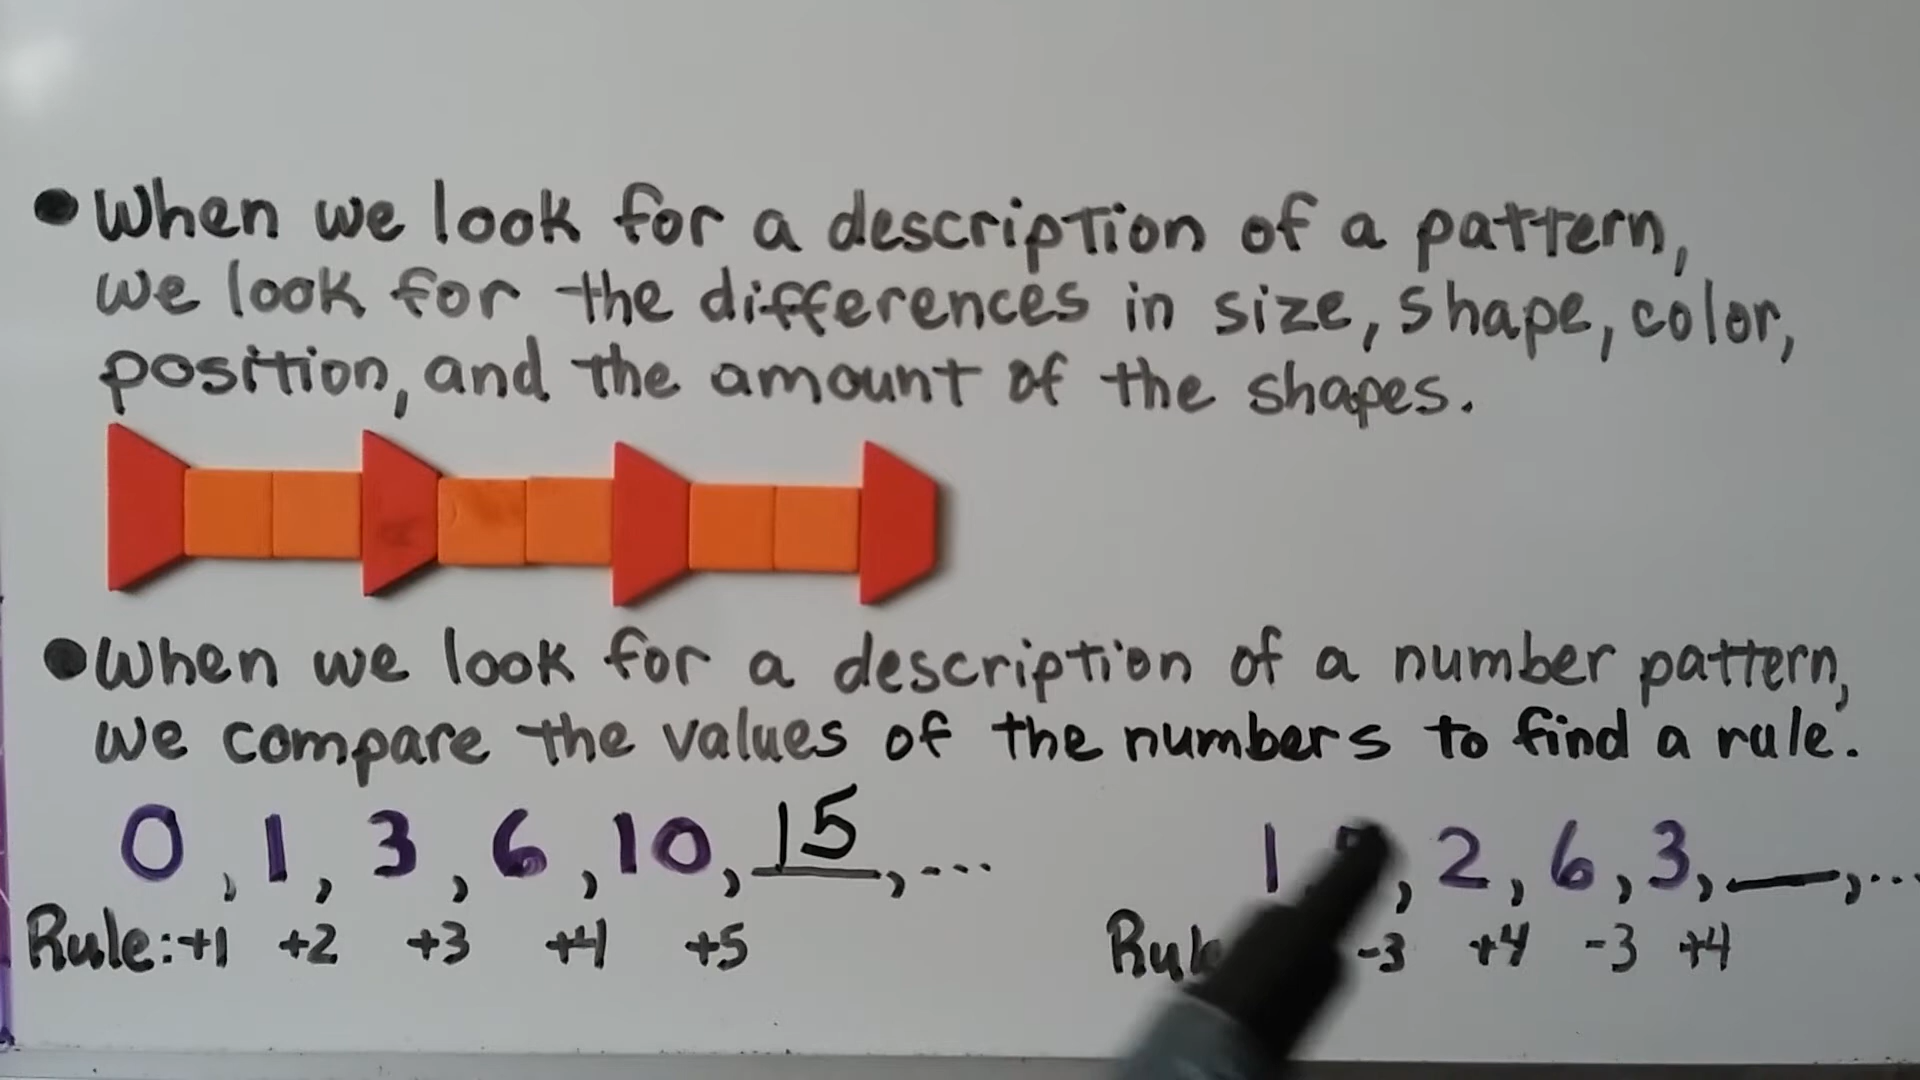 When we look for a description of a pattern,
we look for the differences in size, shape, color,
position, and the amount of the shapes.
When we look for a description of a number pattern,
we compare the values of the numbers to find a rule.
0, 1, 3, 6, 10, 15, ...
Rule: +1 +2 +3 +4 +5
1, , 2, 6, 3, __, ...
-3 +4 -3 +4